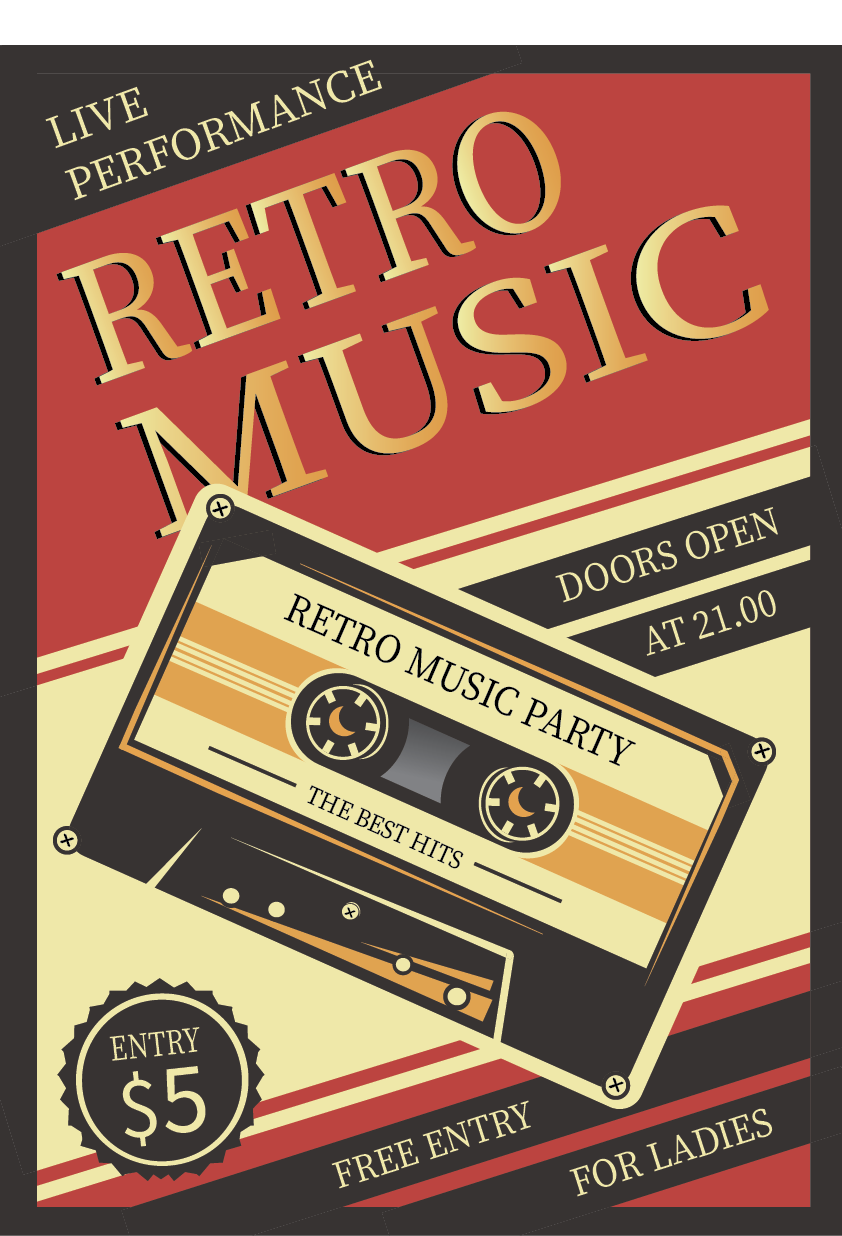 LIVE
PERFORMANCE
RETRO
MUSIC
DOORS OPEN
AT 21.00
RETRO MUSIC PARTY
THE BEST HITS
ENTRY
$5
FREE ENTRY
FOR LADIES